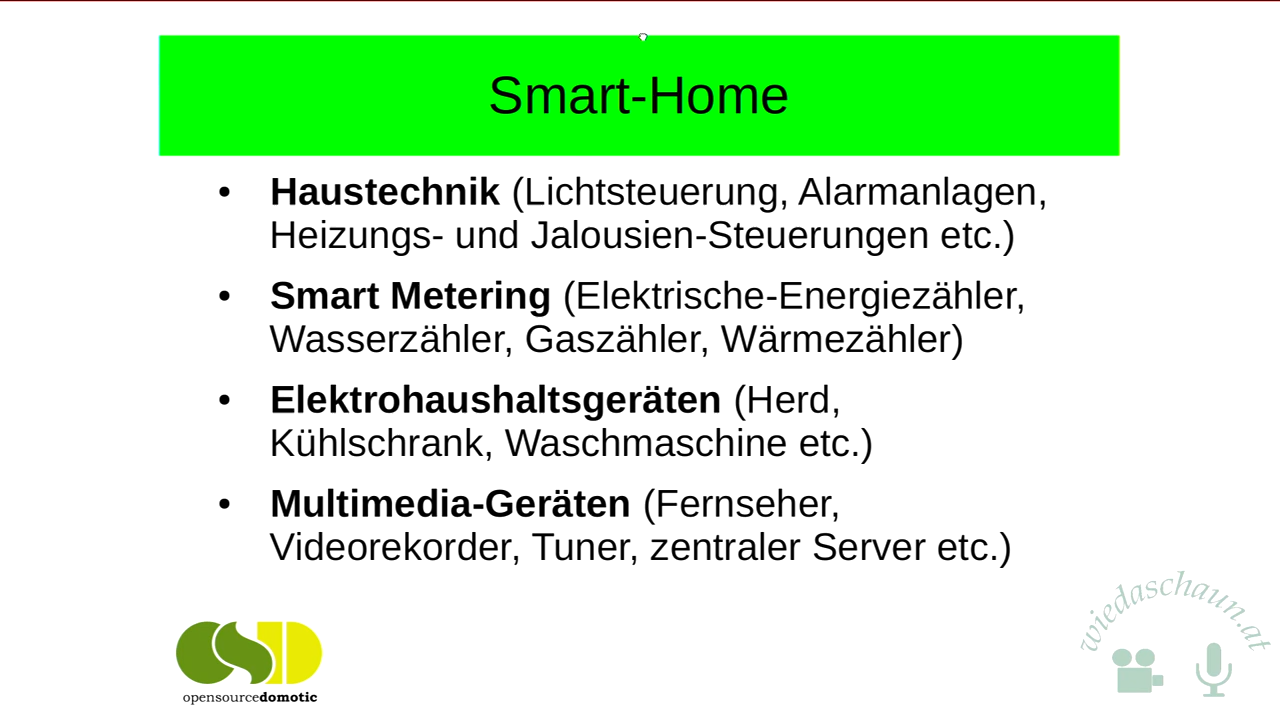 Smart-Home
• Haustechnik (Lichtsteuerung, Alarmanlagen,
Heizungs- und Jalousien-Steuerungen etc.)
• Smart Metering (Elektrische-Energiezähler,
Wasserzähler, Gaszähler, Wärmezähler)
• Elektrohaushaltsgeräten (Herd,
Kühlschrank, Waschmaschine etc.)
• Multimedia-Geräten (Fernseher,
Videorekorder, Tuner, zentraler Server etc.)
wiedaschaun.at
OSD
opensourcedomotic